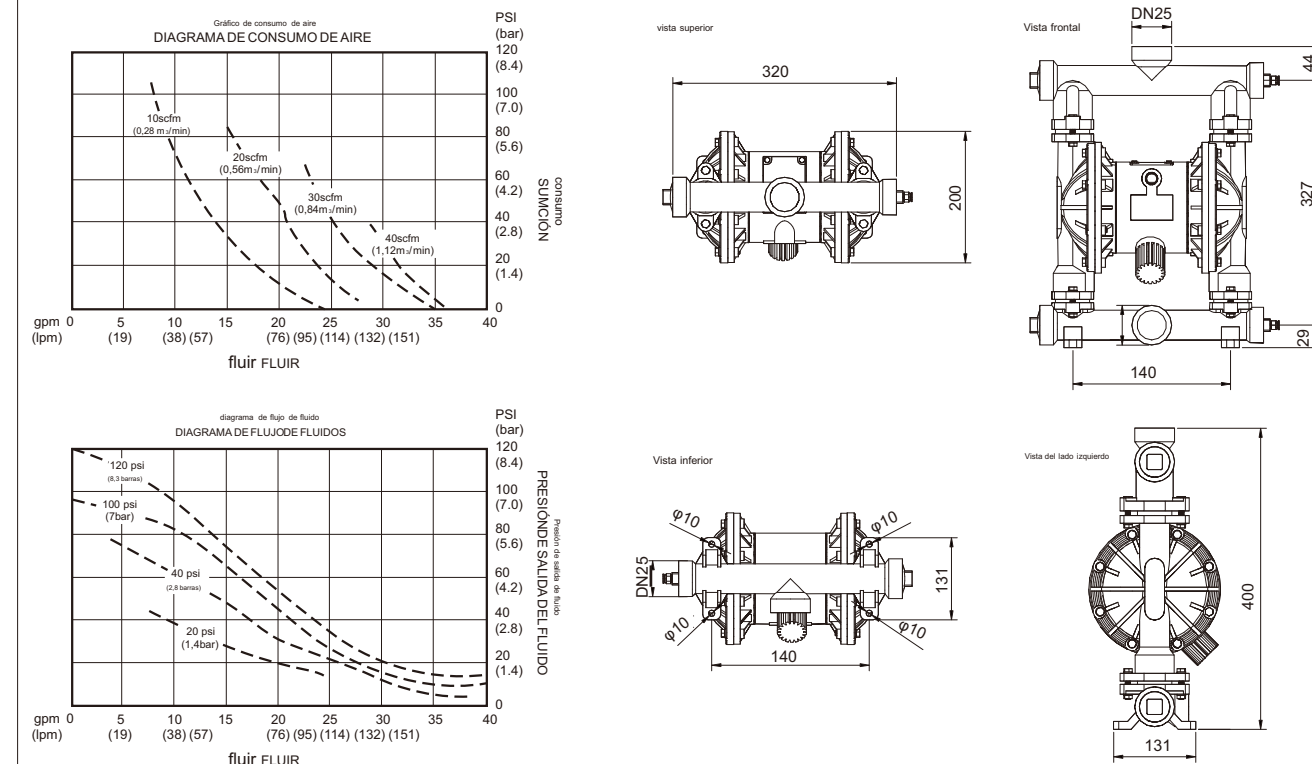 Gráfico de consumo de aire
DIAGRAMA DE CONSUMO DE AIRE
PSI
(bar)
120
(8.4)
100
(7.0)
80
(5.6)
60
(4.2)
40
(2.8)
20
(1.4)
0
consumo
SUMCIÓN
10scfm
(0,28 m3/min)
20scfm
(0,56m3/min)
30scfm
(0,84m3/min)
40scfm
(1,12m3/min)
gpm 0 5 10 15 20 25 30 35 40
(lpm) (19) (38) (57) (76) (95) (114) (132) (151)
fluir FLUIR
vista superior
320
200
Vista frontal
DN25
44
327
29
140
diagrama de flujo de fluido
DIAGRAMA DE FLUJODE FLUIDOS
PSI
(bar)
120
(8.4)
100
(7.0)
80
(5.6)
60
(4.2)
40
(2.8)
20
(1.4)
0
Presión de salida de fluido
PRESIÓNDE SALIDA DEL FLUIDO
120 psi
(8,3 barras)
100 psi
(7bar)
40 psi
(2,8 barras)
20 psi
(1,4bar)
gpm 0 5 10 15 20 25 30 35 40
(lpm) (19) (38) (57) (76) (95) (114) (132) (151)
fluir FLUIR
Vista inferior
φ10
φ10
DN25
131
φ10
φ10
140
Vista del lado izquierdo
400
131